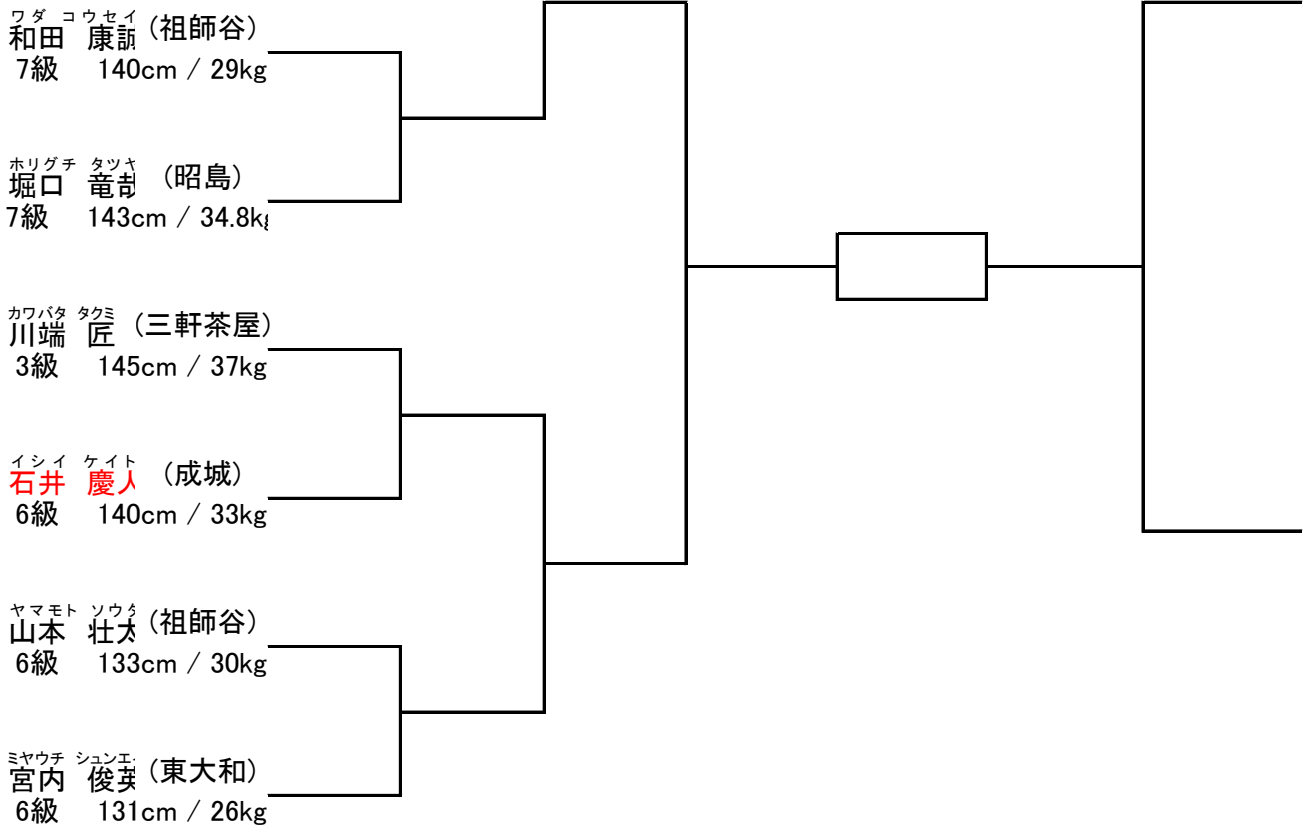 ワダ コウセイ
和田 康誠 (祖師谷)
7級 140cm / 29kg
ホリグチ タツヤ
堀口 竜哉 (昭島)
7級 143cm / 34.8kg
カワバタ タクミ
川端 匠 (三軒茶屋)
3級 145cm / 37kg
イシイ ケイト
石井 慶人 (成城)
6級 140cm / 33kg
ヤマモト ソウタ
山本 壮太 (祖師谷)
6級 133cm / 30kg
ミヤウチ シュンエイ
宮内 俊英 (東大和)
6級 131cm / 26kg